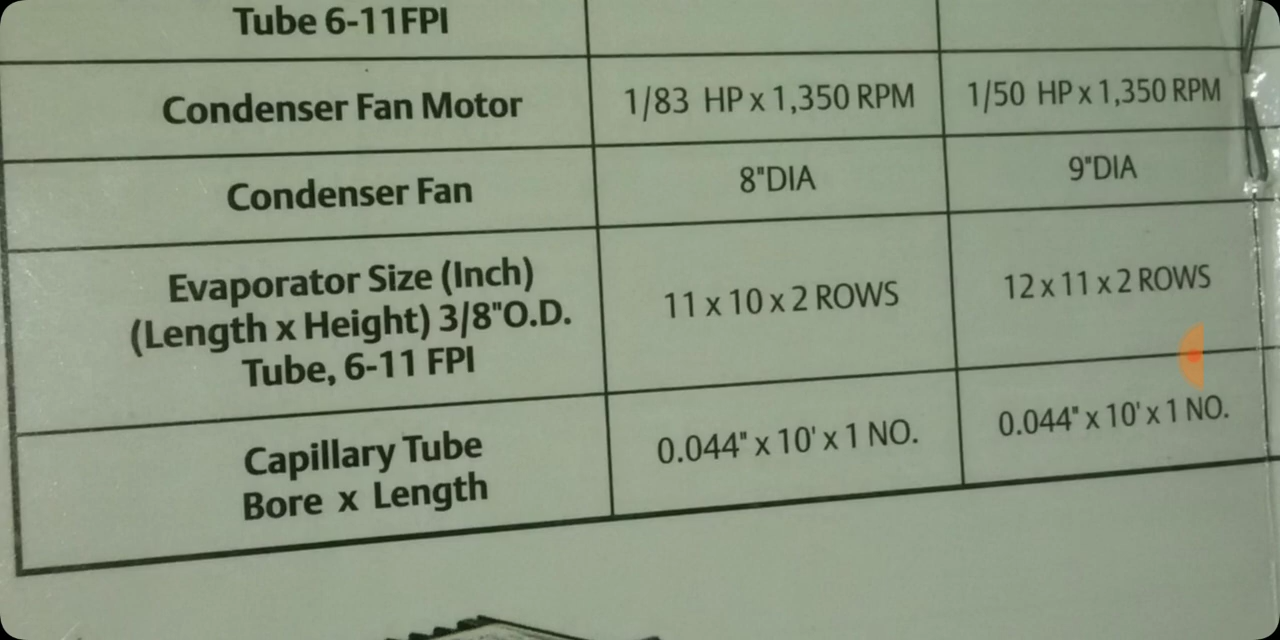 Tube 6-11FPI
Condenser Fan Motor 1/83 HP x 1,350 RPM 1/50 HP x 1,350 RPM
Condenser Fan 8"DIA 9"DIA
Evaporator Size (Inch)
(Length x Height) 3/8"O.D. 11 x 10 x 2 ROWS 12 x 11 x 2 ROWS
Tube, 6-11 FPI
Capillary Tube 0.044" x 10' x 1 NO. 0.044" x 10' x 1 NO.
Bore x Length